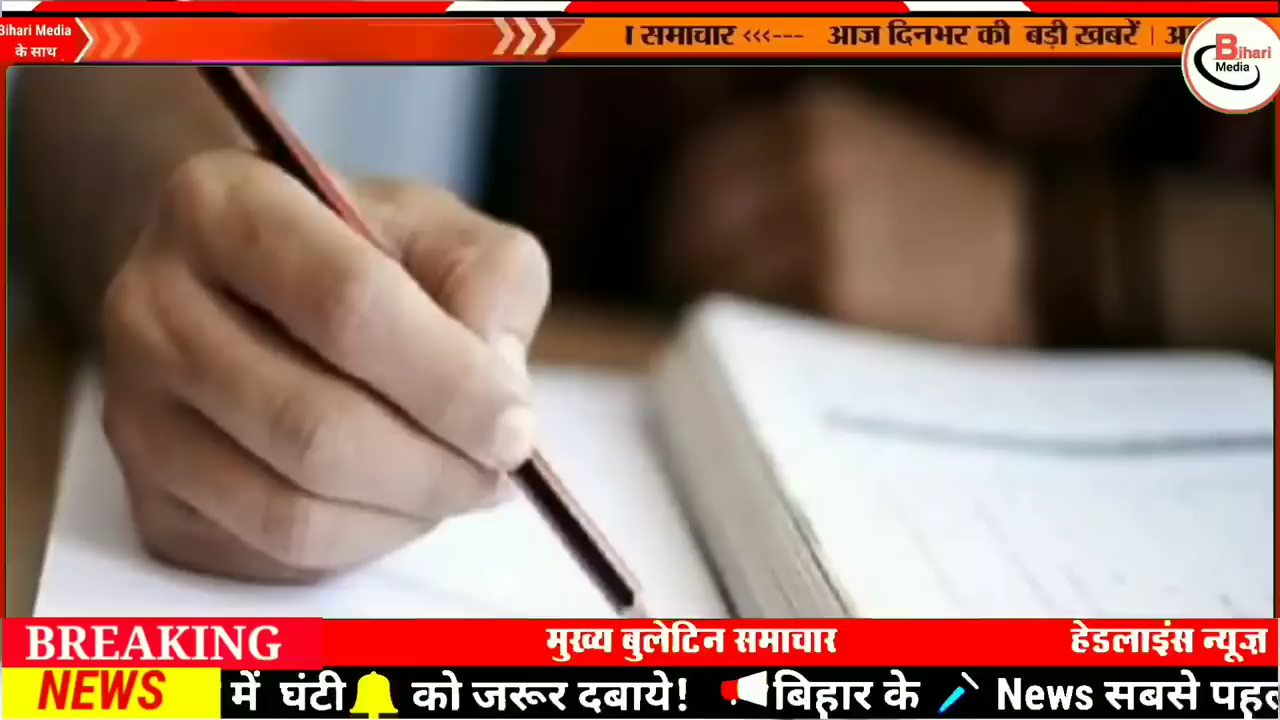 Bihari Media
के साथ
समाचार <<<--- आज दिनभर की बड़ी ख़बरें |
Bihari
Media
BREAKING
मुख्य बुलेटिन समाचार
हेडलाइंस न्यूज़
NEWS
में घंटी को जरूर दबाये! बिहार के News सबसे